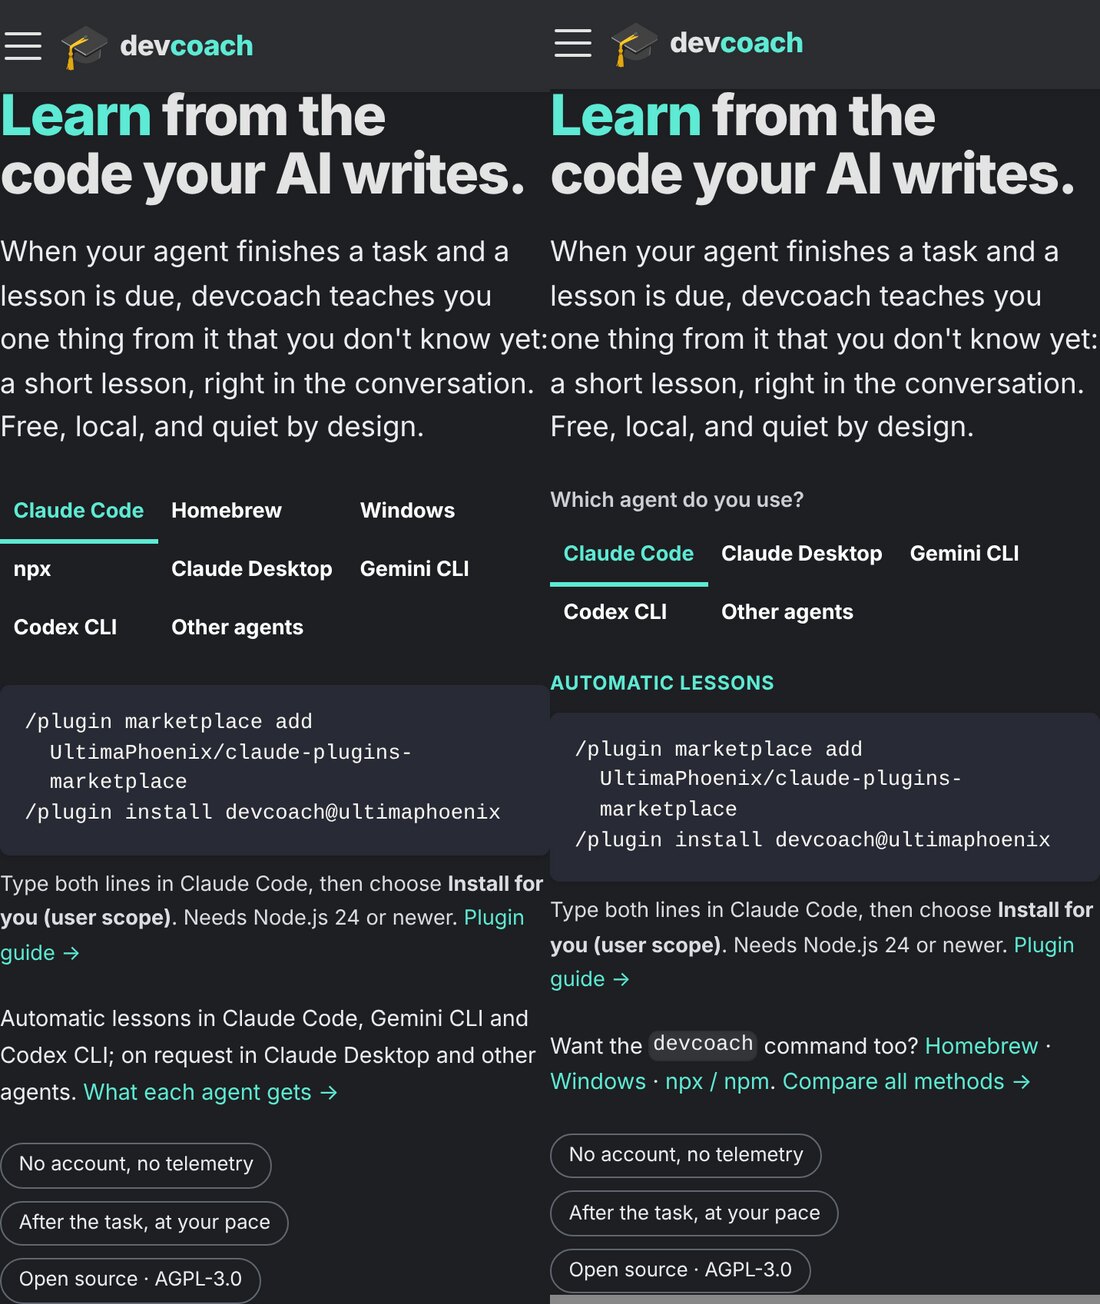 devcoach
Learn from the
code your AI writes.
When your agent finishes a task and a
lesson is due, devcoach teaches you
one thing from it that you don't know yet:
a short lesson, right in the conversation.
Free, local, and quiet by design.
Claude Code Homebrew Windows
npx Claude Desktop Gemini CLI
Codex CLI Other agents
/plugin marketplace add
UltimaPhoenix/claude-plugins-
marketplace
/plugin install devcoach@ultimaphoenix
Type both lines in Claude Code, then choose Install for
you (user scope). Needs Node.js 24 or newer. Plugin
guide →
Automatic lessons in Claude Code, Gemini CLI and
Codex CLI; on request in Claude Desktop and other
agents. What each agent gets →
No account, no telemetry
After the task, at your pace
Open source · AGPL-3.0
devcoach
Learn from the
code your AI writes.
When your agent finishes a task and a
lesson is due, devcoach teaches you
one thing from it that you don't know yet:
a short lesson, right in the conversation.
Free, local, and quiet by design.
Which agent do you use?
Claude Code Claude Desktop Gemini CLI
Codex CLI Other agents
AUTOMATIC LESSONS
/plugin marketplace add
UltimaPhoenix/claude-plugins-
marketplace
/plugin install devcoach@ultimaphoenix
Type both lines in Claude Code, then choose Install for
you (user scope). Needs Node.js 24 or newer. Plugin
guide →
Want the devcoach command too? Homebrew ·
Windows · npx / npm. Compare all methods →
No account, no telemetry
After the task, at your pace
Open source · AGPL-3.0